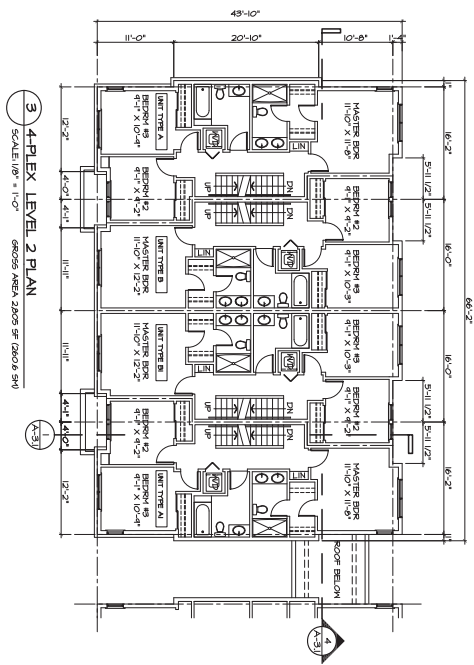 43'-10"
11'-0"
20'-10"
10'-8"
1'-4"
66'-2"
1"
16'-2"
16'-0"
16'-0"
16'-2"
1"
5'-11 1/2"
5'-11 1/2"
5'-11 1/2"
5'-11 1/2"
MASTER BDR
11'-10" X 11'-8"
BEDRM #2
9'-1" X 9'-2"
BEDRM #3
9'-1" X 10'-3"
BEDRM #3
9'-1" X 10'-3"
BEDRM #2
9'-1" X 9'-2"
MASTER BDR
11'-10" X 11'-8"
ROOF BELOW
LIN
LIN
DN
DN
DN
DN
UP
UP
UP
UP
LIN
LIN
UNIT TYPE A
BEDRM #3
9'-1" X 10'-9"
BEDRM #2
9'-1" X 9'-2"
UNIT TYPE B
MASTER BDR
11'-10" X 12'-2"
UNIT TYPE B1
MASTER BDR
11'-10" X 12'-2"
BEDRM #2
9'-1" X 9'-2"
UNIT TYPE A1
BEDRM #3
9'-1" X 10'-9"
12'-2"
4'-0"
4'-1"
11'-11"
11'-11"
4'-1"
4'-0"
12'-2"
1
A-3.1
4
A-3.1
3
4-PLEX LEVEL 2 PLAN
SCALE:1/8" = 1'-0"
GROSS AREA 2,805 SF (260.6 SM)